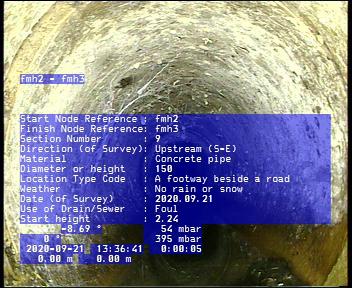 fmh2 - fmh3
Start Node Reference : fmh2
Finish Node Reference: fmh3
Section Number : 9
Direction (of Survey): Upstream (S-E)
Material : Concrete pipe
Diameter or height : 150
Location Type Code : A footway beside a road
Weather : No rain or snow
Date (of Survey) : 2020.09.21
Use of Drain/Sewer : Foul
Start height : 2.24
-8.69 ° 54 mbar
0 ° 395 mbar
2020-09-21 13:36:41 0:00:05
0.00 m 0.00 m